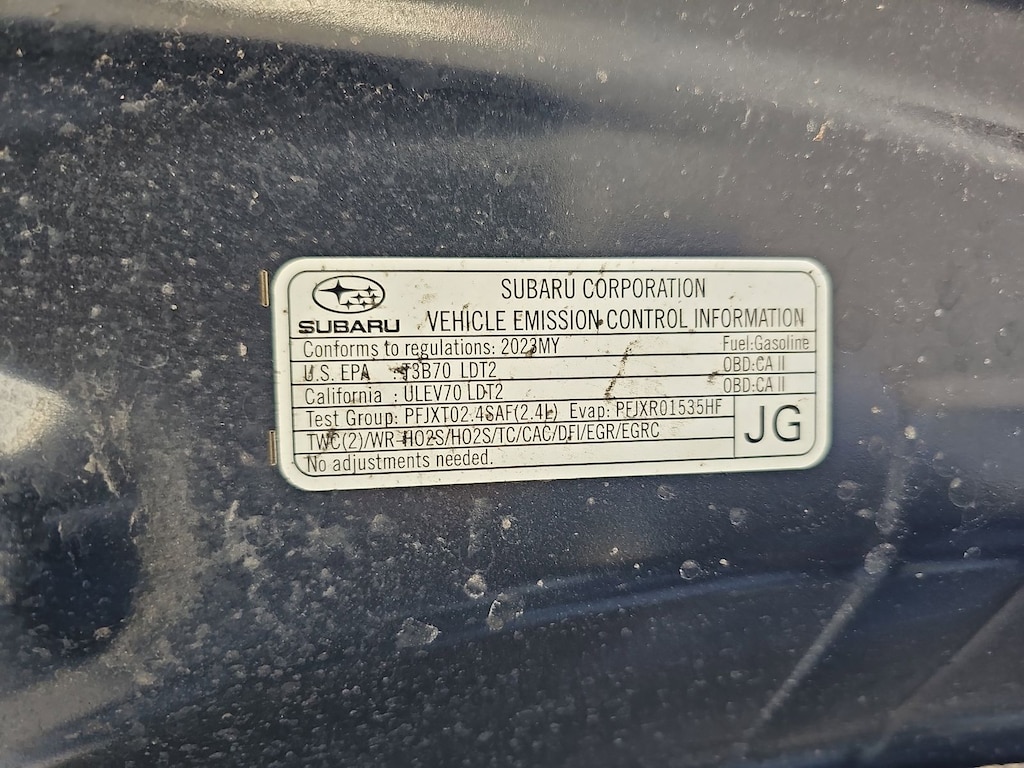 SUBARU CORPORATION
SUBARU VEHICLE EMISSION CONTROL INFORMATION
Conforms to regulations: 2023MY Fuel:Gasoline
U.S. EPA : T3B70 LDT2 OBD:CA II
California : ULEV70 LDT2 OBD:CA II
Test Group: PFJXT02.4SAF(2.4L) Evap: PFJXR01535HF
TWC(2)/WR-HO2S/HO2S/TC/CAC/DFI/EGR/EGRC
No adjustments needed.
JG